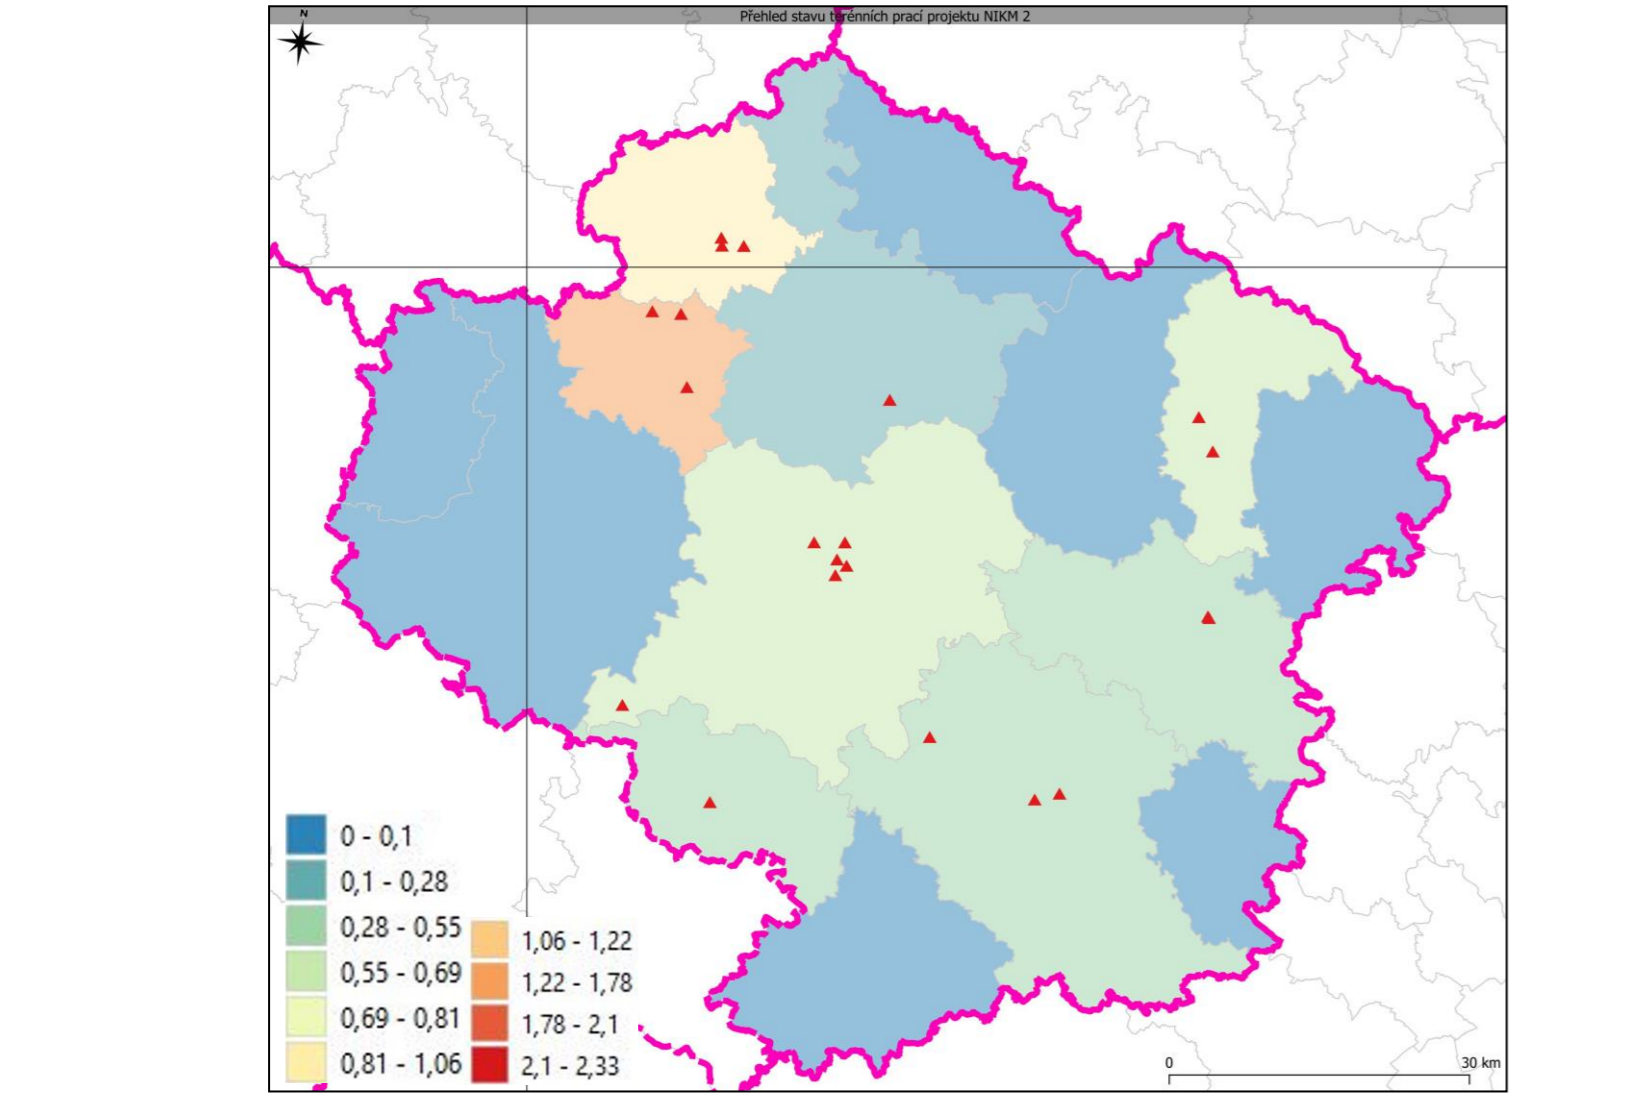 Přehled stavu terénních prací projektu NIKM 2
N
0 - 0,1
0,1 - 0,28
0,28 - 0,55
0,55 - 0,69
0,69 - 0,81
0,81 - 1,06
1,06 - 1,22
1,22 - 1,78
1,78 - 2,1
2,1 - 2,33
0 30 km